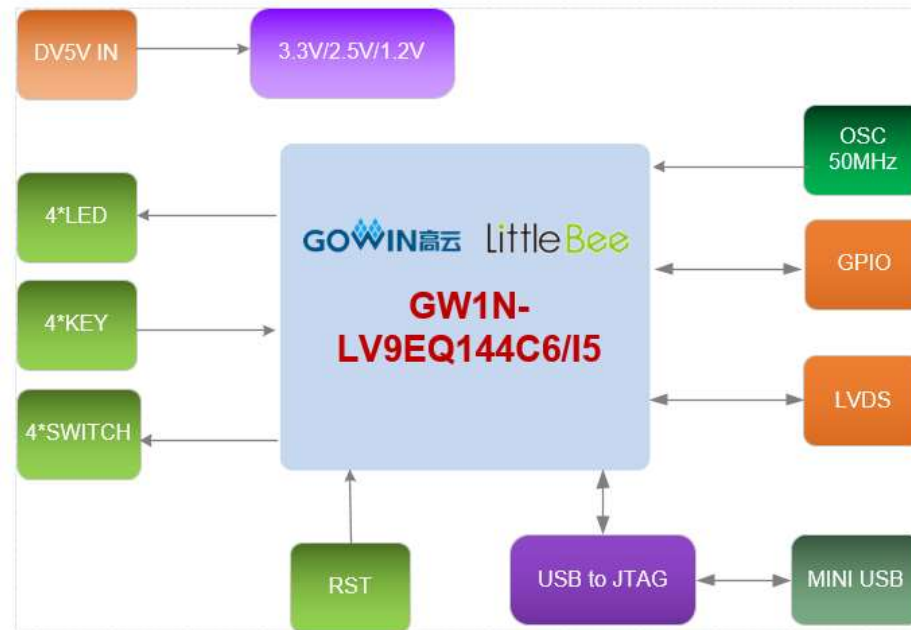 DV5V IN
3.3V/2.5V/1.2V
OSC
50MHz
4*LED
GOWIN高云 LittleBee
GPIO
GW1N-
LV9EQ144C6/I5
4*KEY
LVDS
4*SWITCH
RST
USB to JTAG
MINI USB